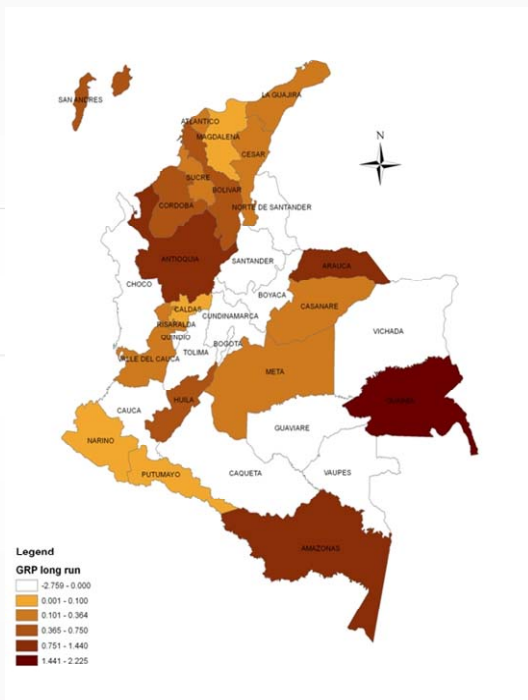 LA GUAJIRA
SAN ANDRES
ATLANTICO
MAGDALENA
N
CESAR
SUCRE
BOLIVAR
CORDOBA
NORTE DE SANTANDER
ANTIOQUIA
SANTANDER
ARAUCA
CHOCO
BOYACA
CASANARE
CALDAS
CUNDINAMARCA
RISARALDA
VICHADA
QUINDIO
BOGOTA
TOLIMA
VALLE DEL CAUCA
META
HUILA
CAUCA
GUAVIARE
NARINO
PUTUMAYO
CAQUETA
VAUPES
AMAZONAS
Legend
GRP long run
-2.759 - 0.000
0.001 - 0.100
0.101 - 0.364
0.365 - 0.750
0.751 - 1.440
1.441 - 2.225